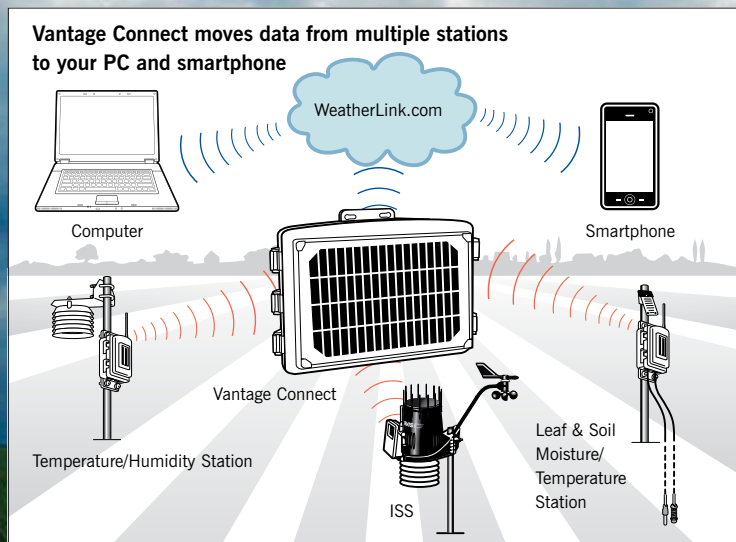 Vantage Connect moves data from multiple stations
to your PC and smartphone
WeatherLink.com
Computer
Smartphone
Vantage Connect
Temperature/Humidity Station
ISS
Leaf & Soil
Moisture/
Temperature
Station